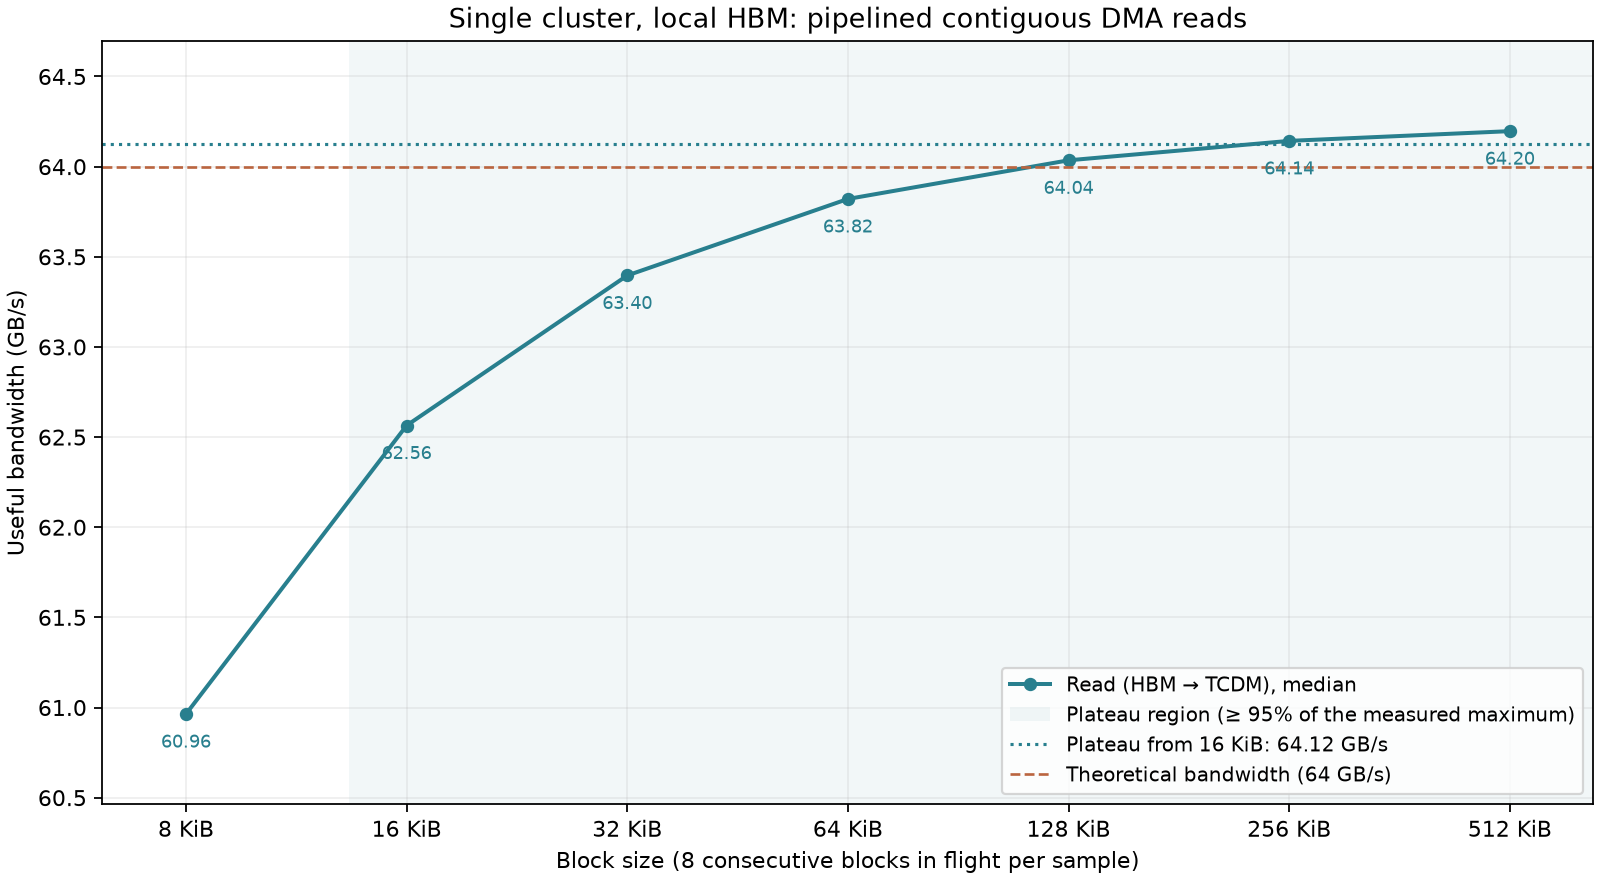 Single cluster, local HBM: pipelined contiguous DMA reads
Useful bandwidth (GB/s)
64.5
64.0
63.5
63.0
62.5
62.0
61.5
61.0
60.5
60.96
62.56
63.40
63.82
64.04
64.14
64.20
Read (HBM → TCDM), median
Plateau region (≥ 95% of the measured maximum)
Plateau from 16 KiB: 64.12 GB/s
Theoretical bandwidth (64 GB/s)
8 KiB
16 KiB
32 KiB
64 KiB
128 KiB
256 KiB
512 KiB
Block size (8 consecutive blocks in flight per sample)